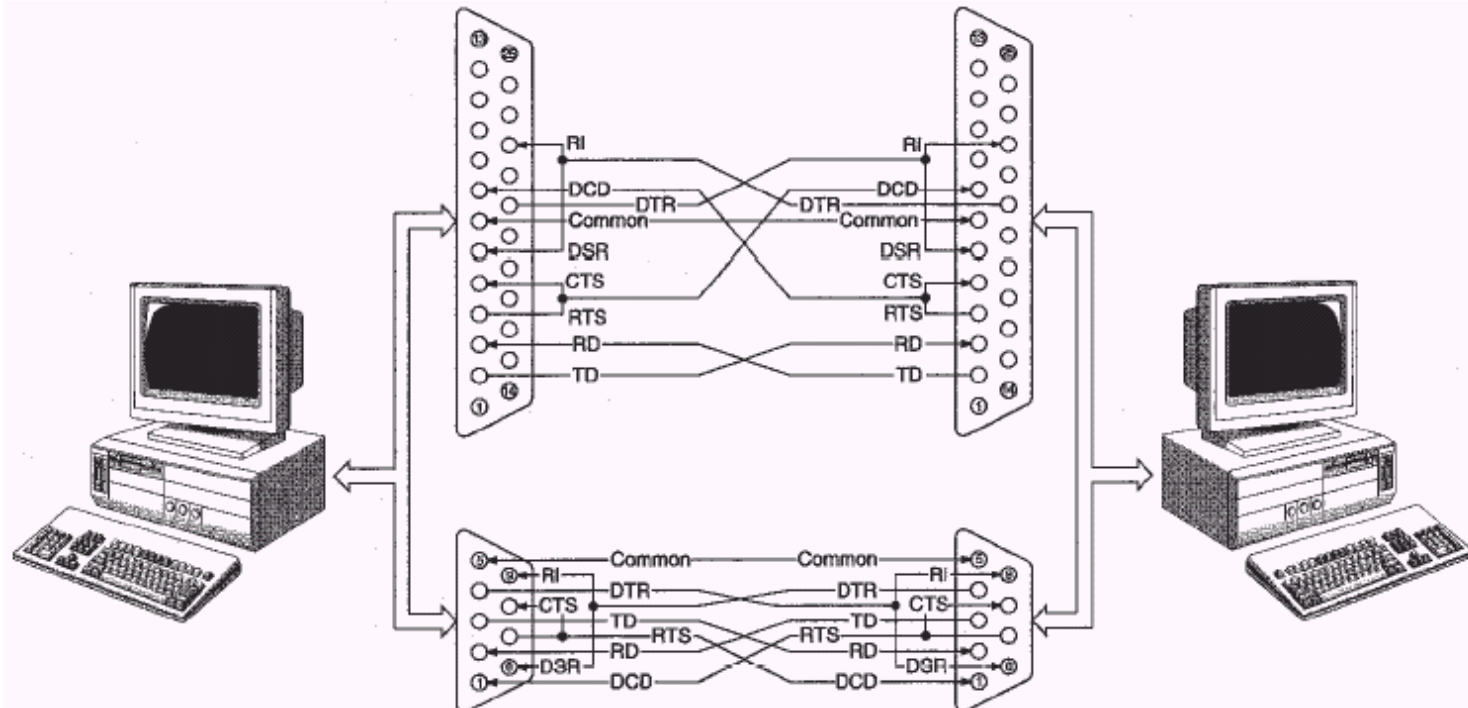 13 13
25 25
RI RI
DCD DCD
DTR DTR
Common Common
DSR DSR
CTS CTS
RTS RTS
RD RD
TD TD
14 14
1 1
5 Common Common 5
9 RI RI 9
DTR DTR
CTS CTS
TD TD
RTS RTS
RD RD
6 DSR DSR 6
1 DCD DCD 1